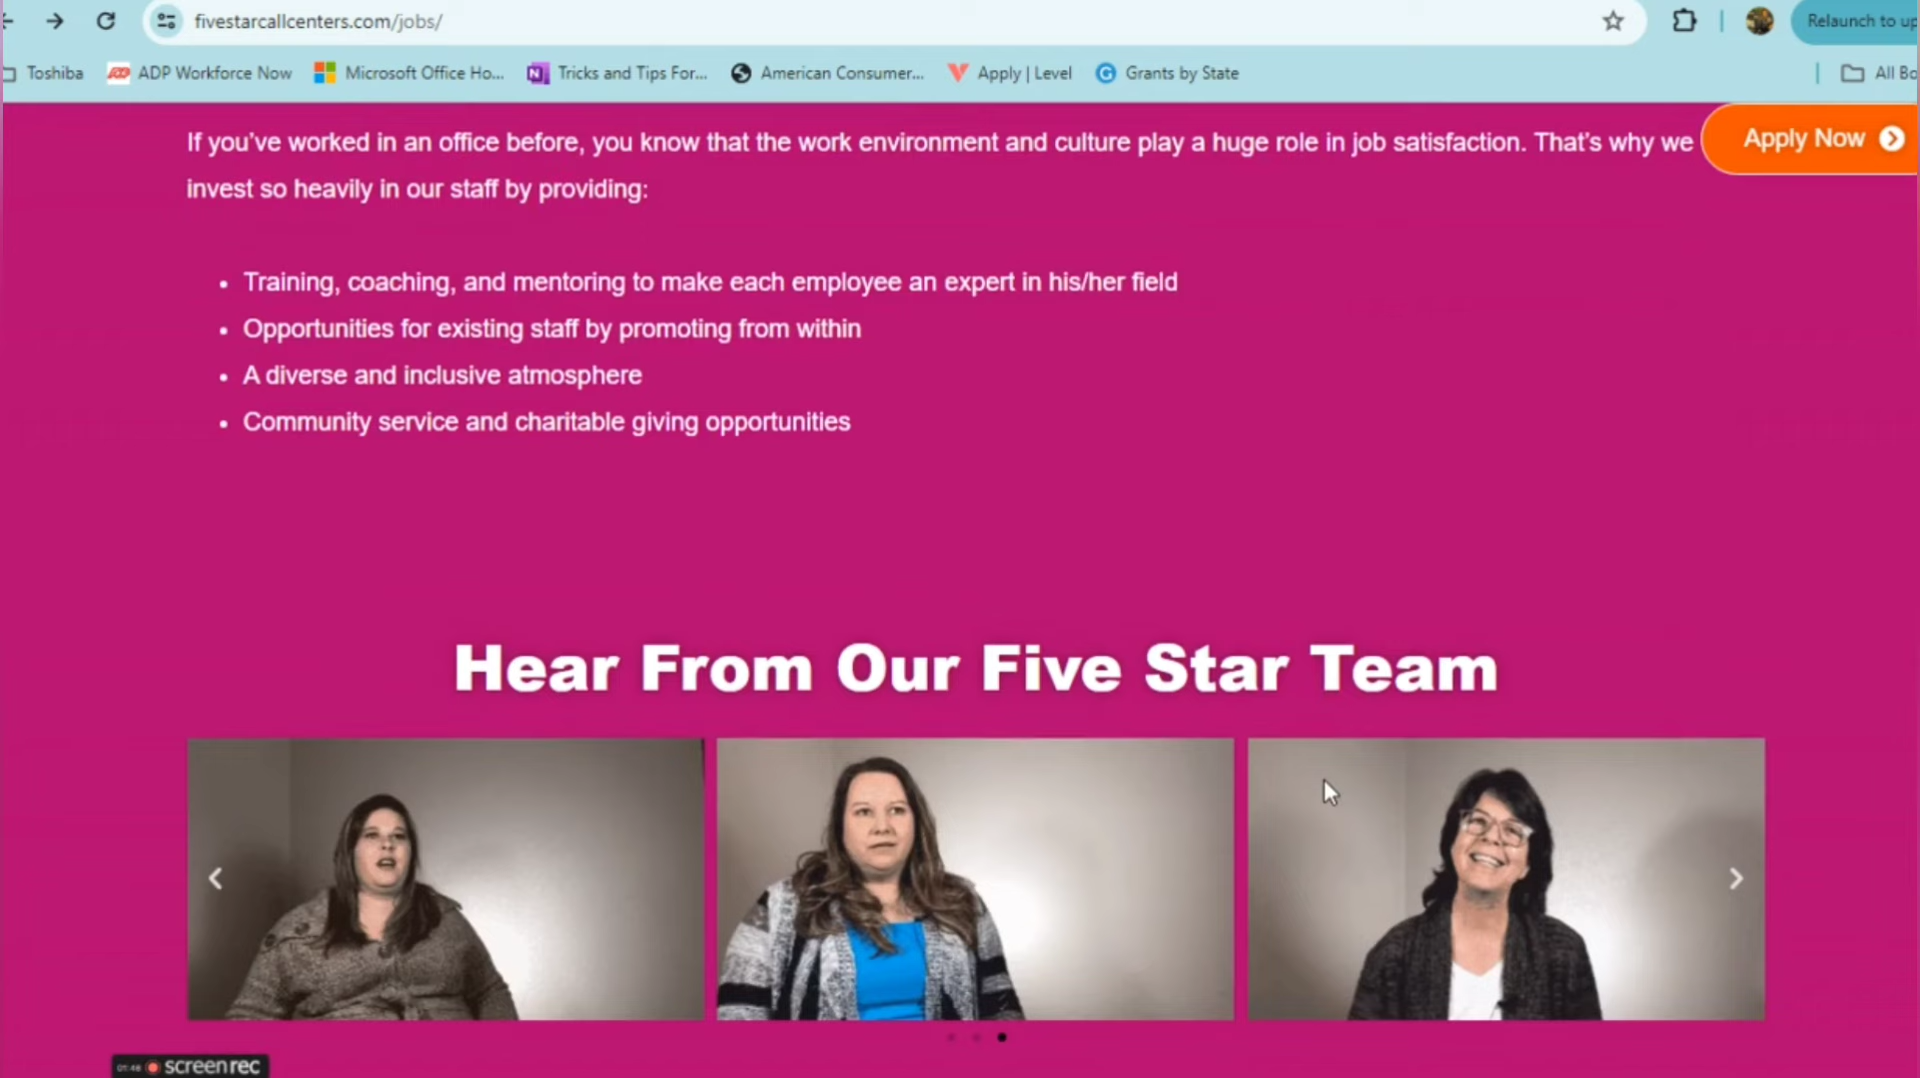 fivestarcallcenters.com/jobs/
Relaunch to up
Toshiba ADP Workforce Now Microsoft Office Ho... Tricks and Tips For... American Consumer... Apply | Level Grants by State All Bo
If you've worked in an office before, you know that the work environment and culture play a huge role in job satisfaction. That's why we
invest so heavily in our staff by providing:
Apply Now
• Training, coaching, and mentoring to make each employee an expert in his/her field
• Opportunities for existing staff by promoting from within
• A diverse and inclusive atmosphere
• Community service and charitable giving opportunities
Hear From Our Five Star Team
01:48 screenrec